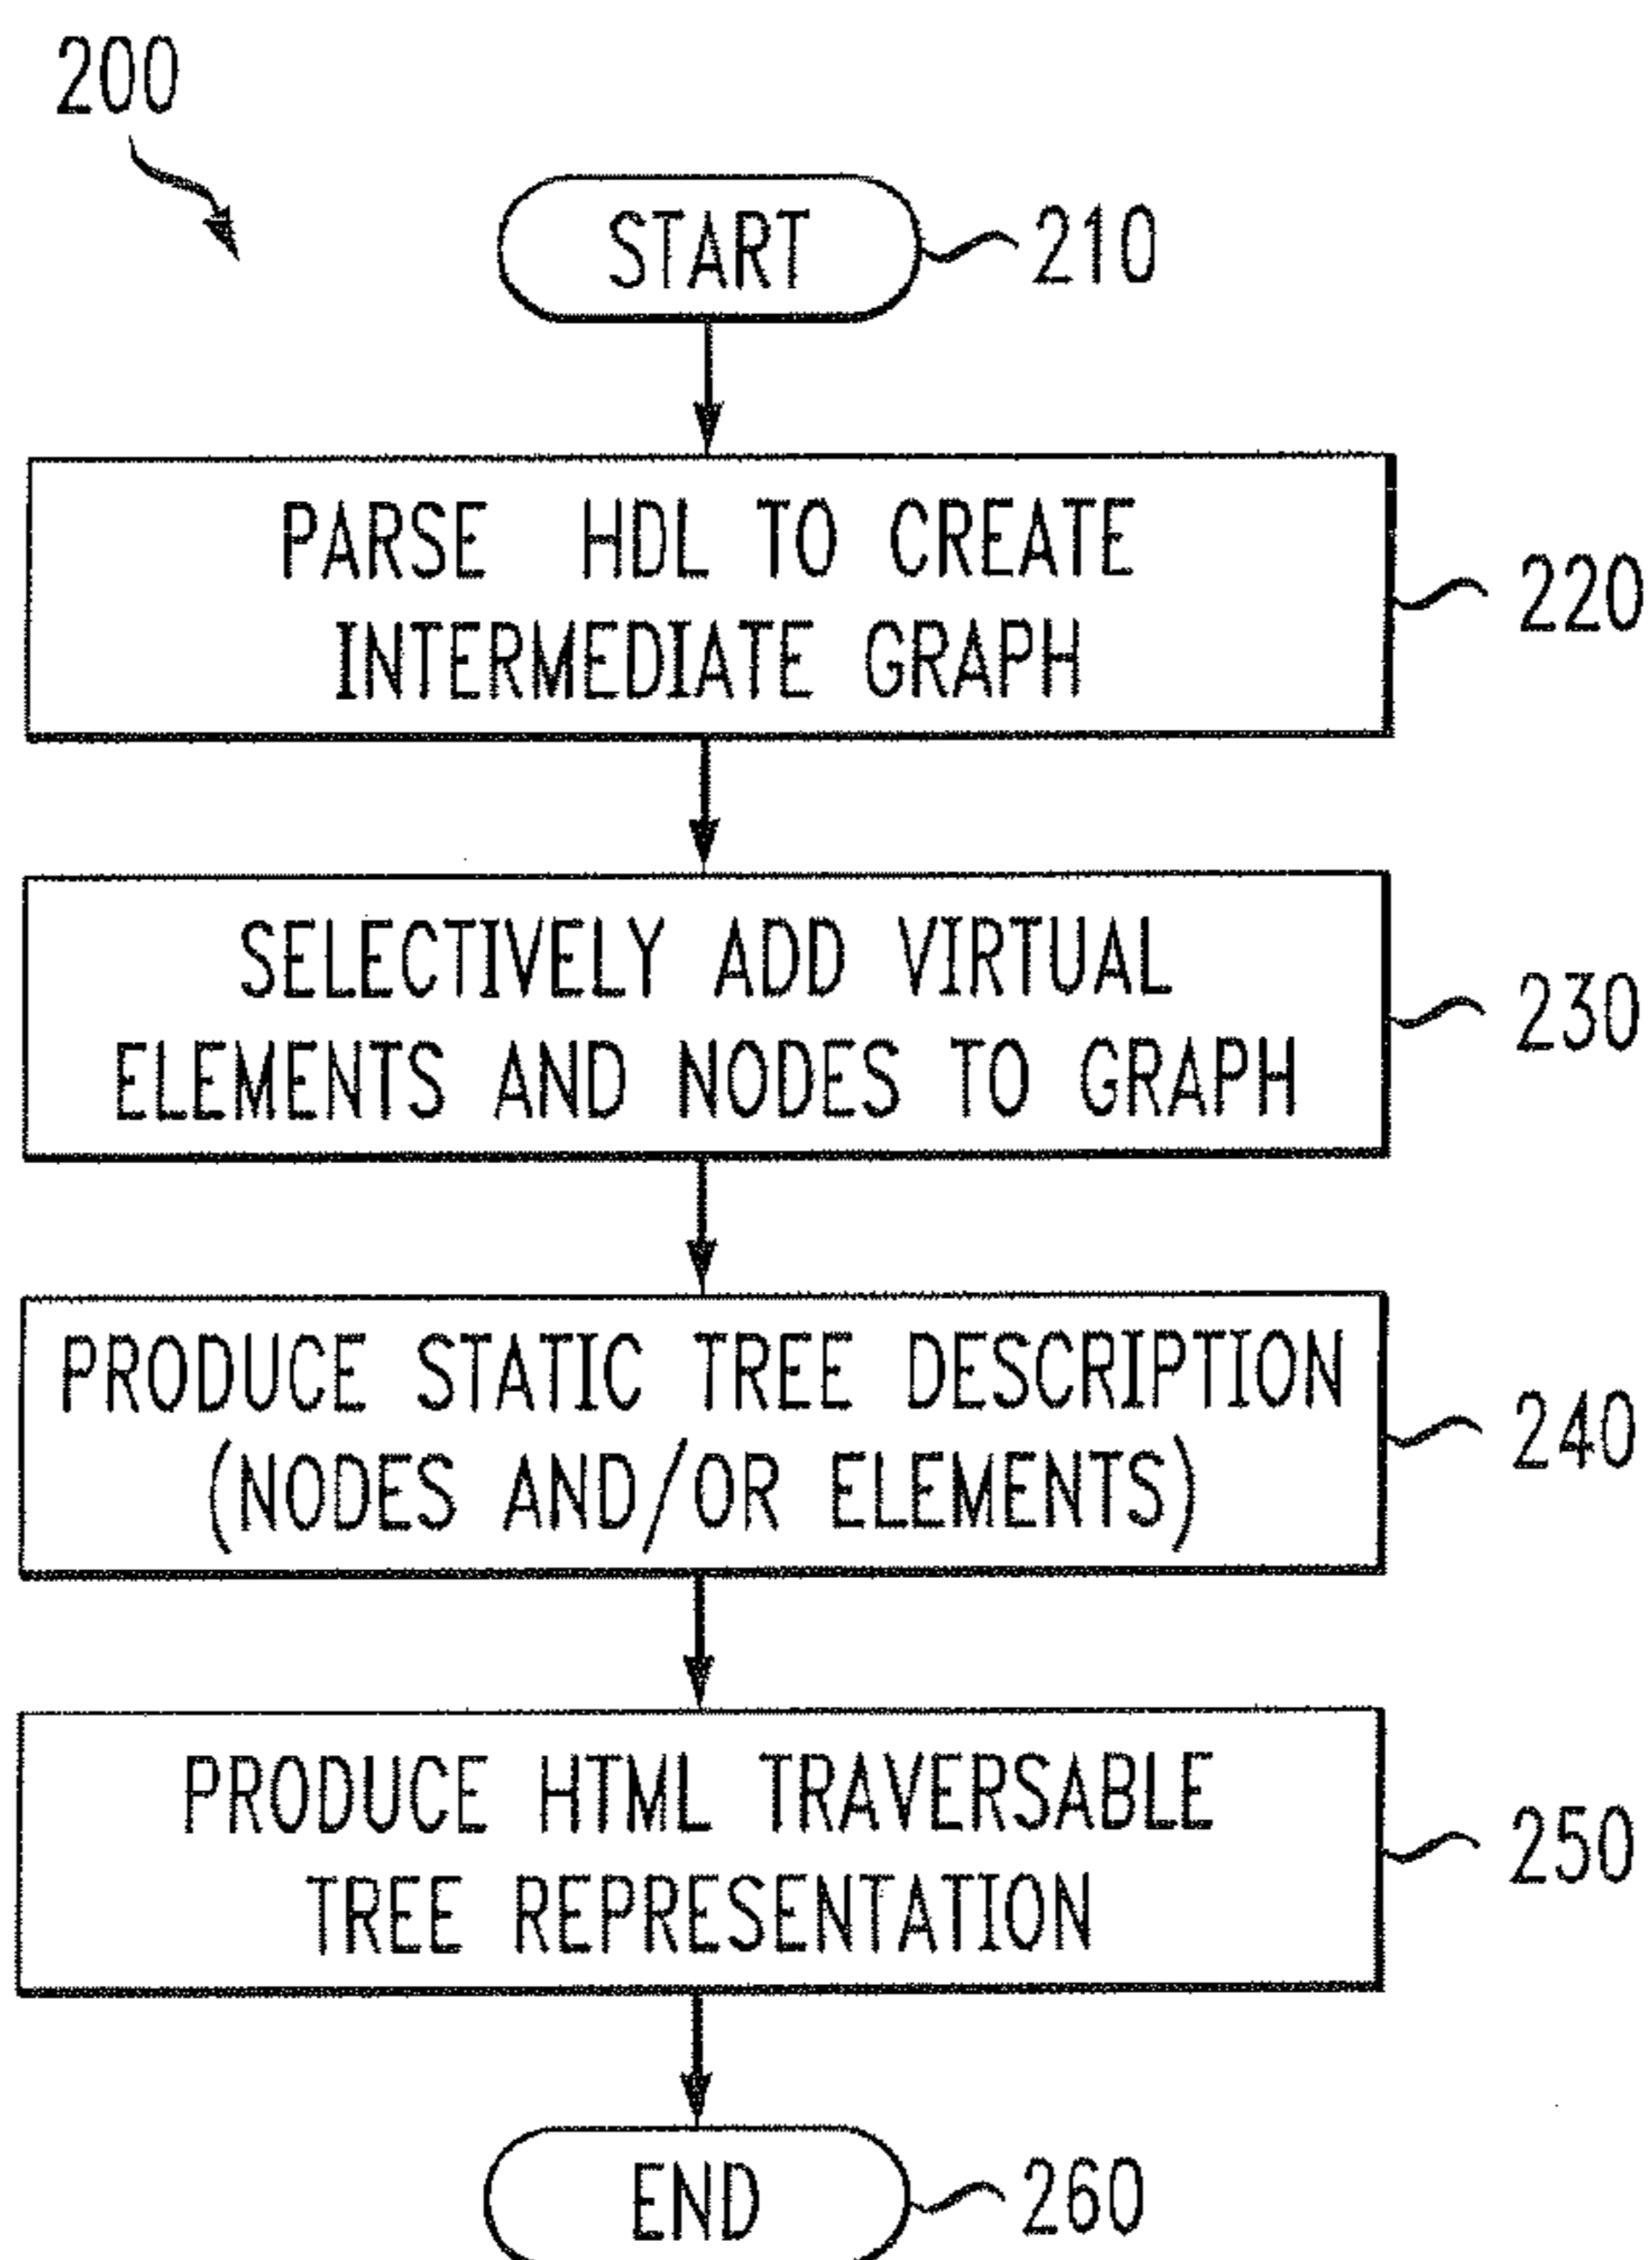 200
START
210
PARSE HDL TO CREATE
INTERMEDIATE GRAPH
220
SELECTIVELY ADD VIRTUAL
ELEMENTS AND NODES TO GRAPH
230
PRODUCE STATIC TREE DESCRIPTION
(NODES AND/OR ELEMENTS)
240
PRODUCE HTML TRAVERSABLE
TREE REPRESENTATION
250
END
260